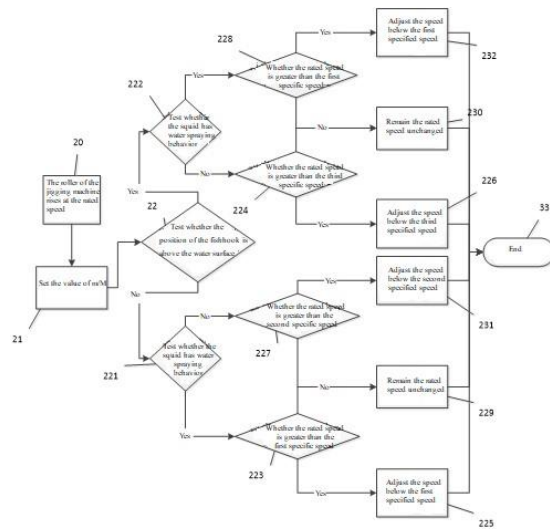 20
The roller of the
jigging machine
rises at the rated
speed
Set the value of m/M
21
222
Test whether
the squid has
water spraying
behavior
Yes
No
22
Test whether the
position of the fishhook is
above the water surface
Yes
No
Test whether the
squid has water
spraying
behavior
221
No
Yes
228
Whether the rated speed
is greater than the first
specific speed
Yes
No
Whether the rated speed
is greater than the third
specific speed
224
Yes
Whether the rated speed
is greater than the
second specific speed
227
Yes
No
Whether the rated speed
is greater than the
first specific speed
223
Yes
Adjust the speed
below the first
specified speed
232
Remain the rated
speed unchanged
230
Adjust the speed
below the third
specified speed
226
Adjust the speed
below the second
specified speed
231
Remain the rated
speed unchanged
229
Adjust the speed
below the first
specified speed
225
End
33